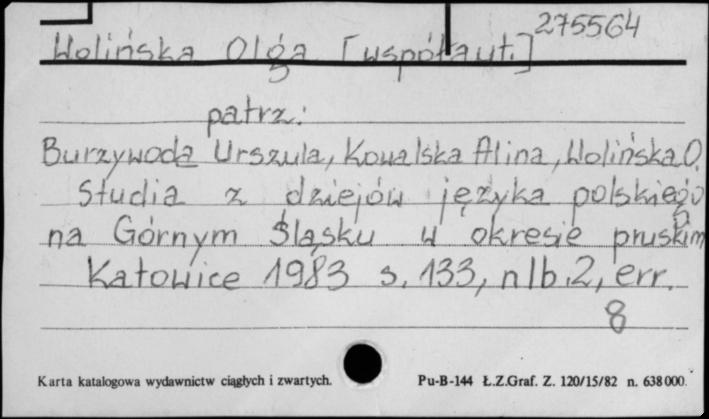 275564
Wolińska Olga [współaut.]
patrz:
Burzywoda Urszula, Kowalska Alina, Wolińska O.
Studia z dziejów języka polskiego
na Górnym Śląsku w okresie pruskim
Katowice 1983 s. 133, nlb. 2, err.
8
Karta katalogowa wydawnictw ciągłych i zwartych. Pu-B-144 Ł.Z.Graf. Z. 120/15/82 n. 638000.